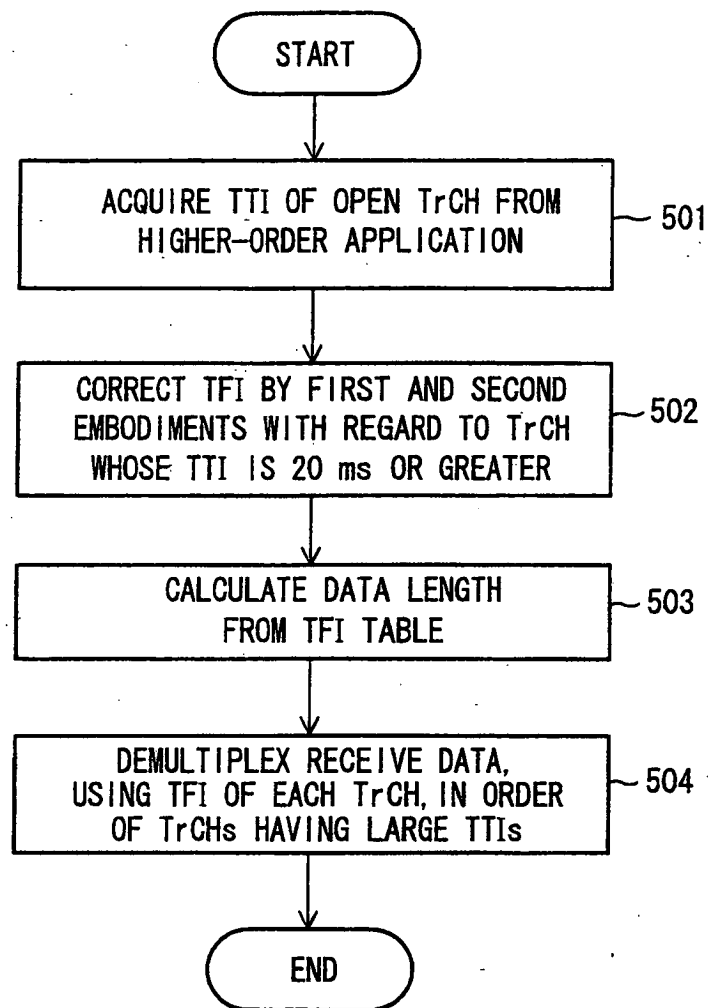 START
ACQUIRE TTI OF OPEN TrCH FROM
HIGHER-ORDER APPLICATION
501
CORRECT TFI BY FIRST AND SECOND
EMBODIMENTS WITH REGARD TO TrCH
WHOSE TTI IS 20 ms OR GREATER
502
CALCULATE DATA LENGTH
FROM TFI TABLE
503
DEMULTIPLEX RECEIVE DATA,
USING TFI OF EACH TrCH, IN ORDER
OF TrCHs HAVING LARGE TTIs
504
END